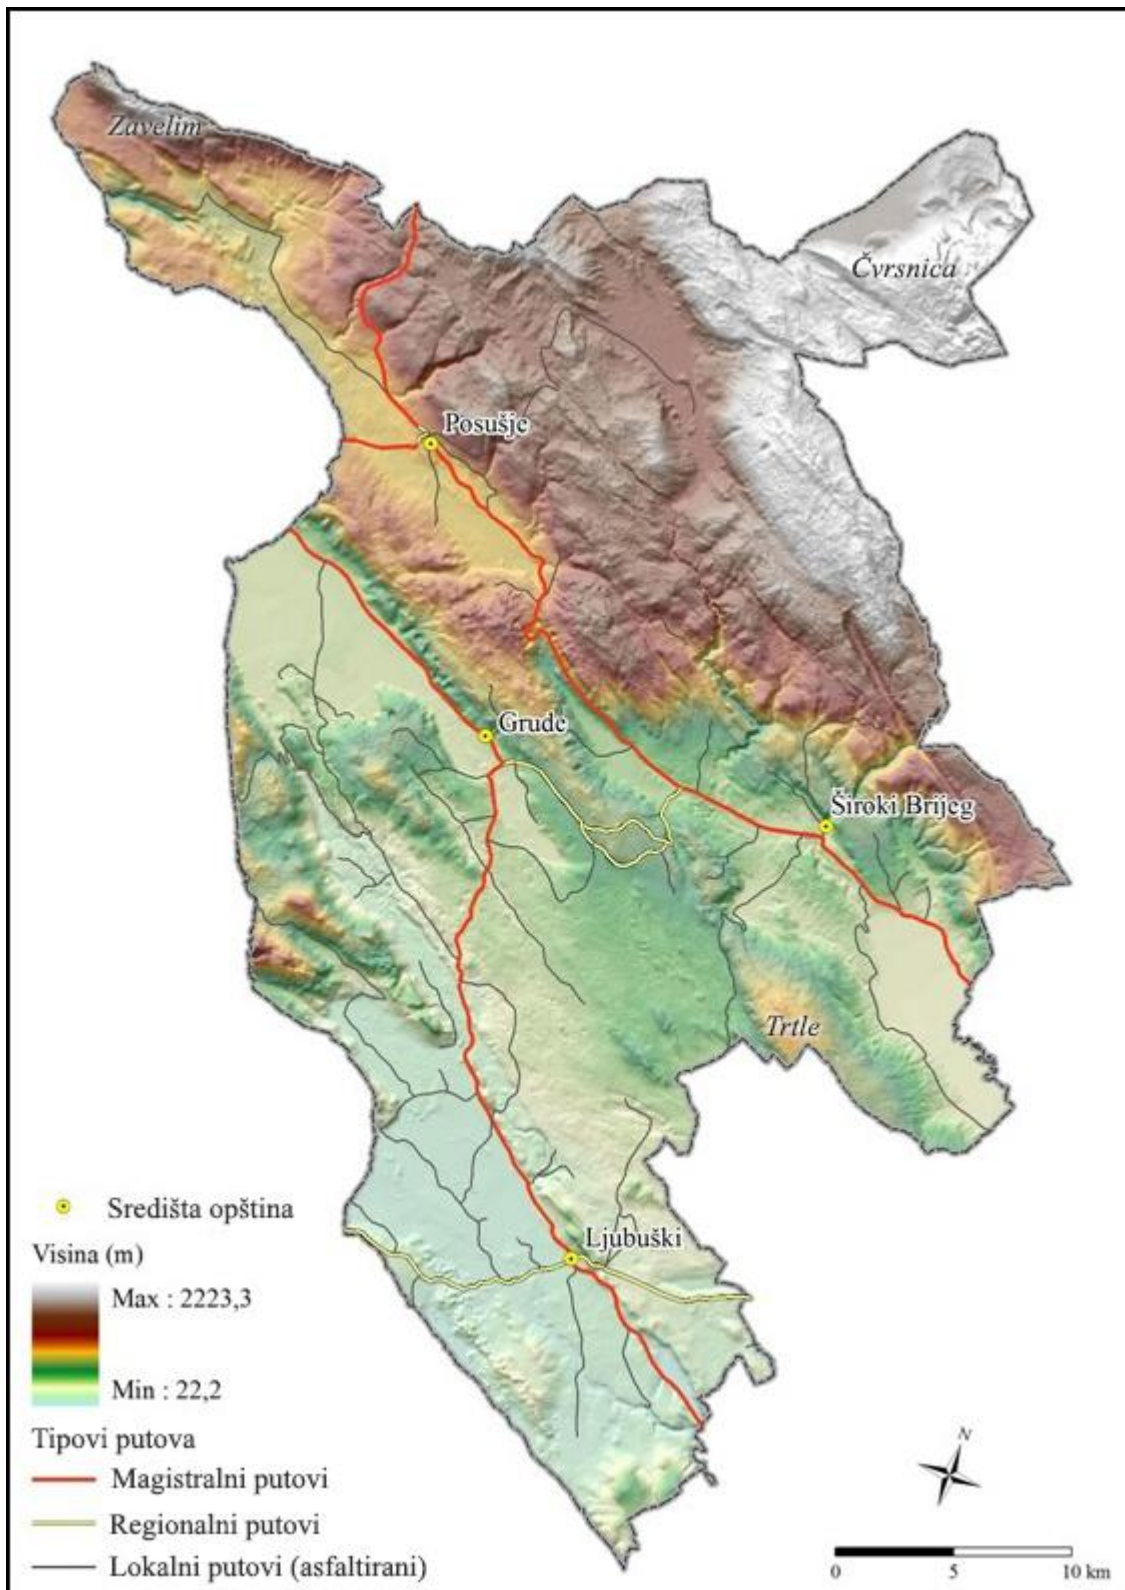 Zavelim
Čvrsnica
Posušje
Grude
Široki Brijeg
Trtle
Ljubuški
Središta opština
Visina (m)
Max : 2223,3
Min : 22,2
Tipovi putova
Magistralni putovi
Regionalni putovi
Lokalni putovi (asfaltirani)
N
0 5 10 km